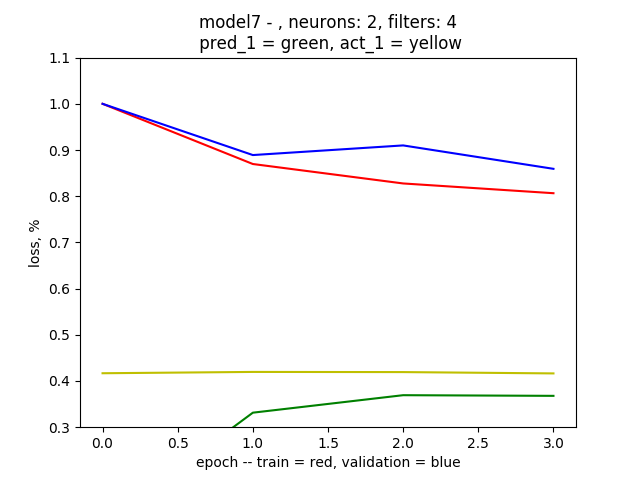 model7 - , neurons: 2, filters: 4
pred_1 = green, act_1 = yellow
1.1
1.0
0.9
0.8
0.7
0.6
0.5
0.4
0.3
loss, %
0.0 0.5 1.0 1.5 2.0 2.5 3.0
epoch -- train = red, validation = blue